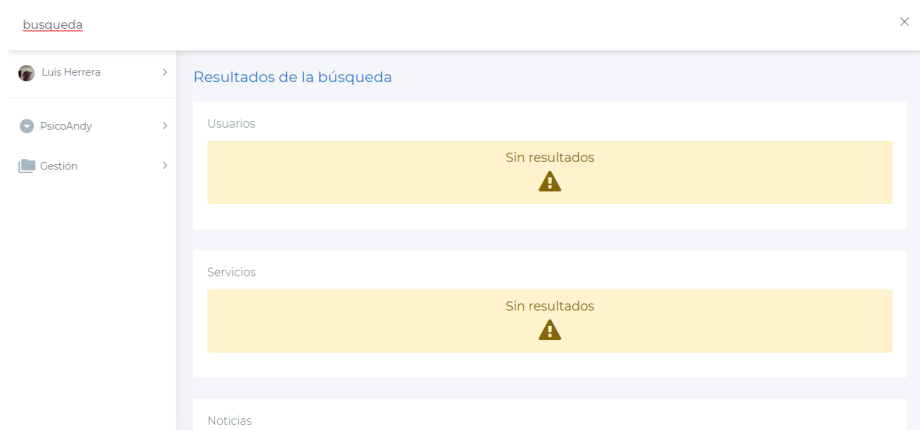 busqueda
Luis Herrera
PsicoAndy
Gestión
Resultados de la búsqueda
Usuarios
Sin resultados
Servicios
Sin resultados
Noticias